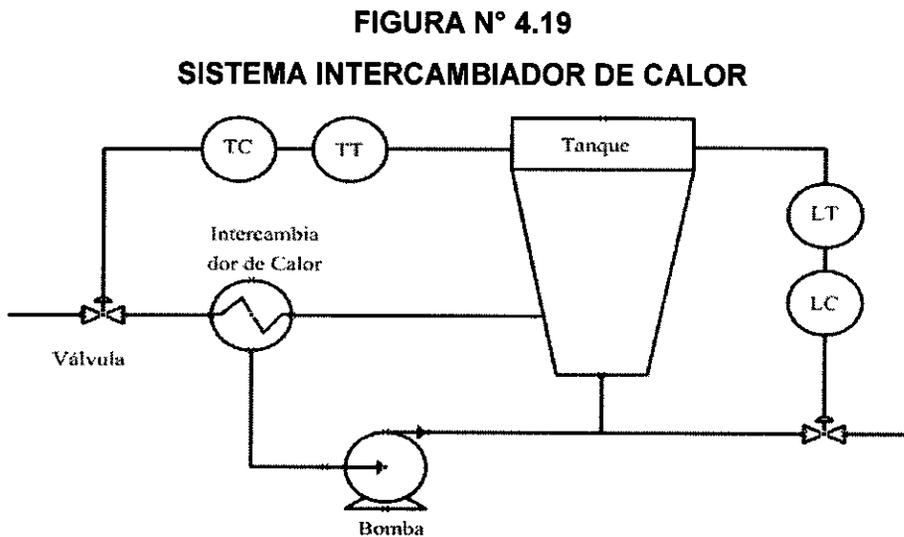 FIGURA N° 4.19
SISTEMA INTERCAMBIADOR DE CALOR
TC
TT
Tanque
LT
Intercambia
dor de Calor
LC
Válvula
Bomba